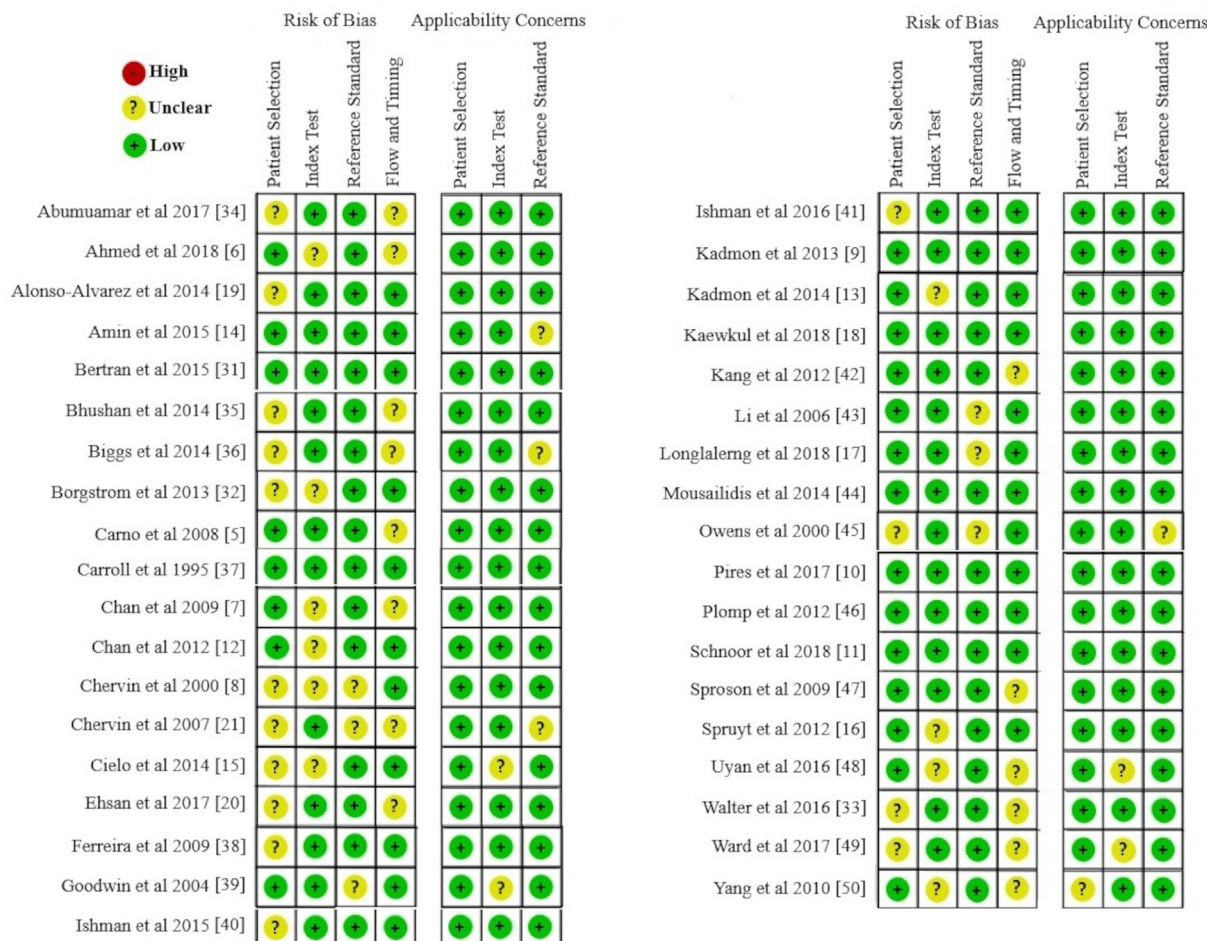 Risk of Bias Applicability Concerns
- High
? Unclear
+ Low
Patient Selection
Index Test
Reference Standard
Flow and Timing
Patient Selection
Index Test
Reference Standard
Abumuamar et al 2017 [34] ? + + ? + + +
Ahmed et al 2018 [6] + ? + ? + + +
Alonso-Alvarez et al 2014 [19] ? + + + + + +
Amin et al 2015 [14] + + + + + + ?
Bertran et al 2015 [31] + + + + + + +
Bhushan et al 2014 [35] ? + + ? + + +
Biggs et al 2014 [36] ? + + ? + + ?
Borgstrom et al 2013 [32] ? ? + + + + +
Carno et al 2008 [5] + + + ? + + +
Carroll et al 1995 [37] + + + + + + +
Chan et al 2009 [7] + ? + ? + + +
Chan et al 2012 [12] + ? + + + + +
Chervin et al 2000 [8] ? ? ? + + + +
Chervin et al 2007 [21] ? + ? ? + + ?
Cielo et al 2014 [15] ? ? + + + ? +
Ehsan et al 2017 [20] ? + + ? + + +
Ferreira et al 2009 [38] ? + + + + + +
Goodwin et al 2004 [39] + + ? + + ? +
Ishman et al 2015 [40] ? + + + + + +
Risk of Bias Applicability Concerns
Patient Selection
Index Test
Reference Standard
Flow and Timing
Patient Selection
Index Test
Reference Standard
Ishman et al 2016 [41] ? + + + + + +
Kadmon et al 2013 [9] + + + + + + +
Kadmon et al 2014 [13] + ? + + + + +
Kaewkul et al 2018 [18] + + + + + + +
Kang et al 2012 [42] + + + ? + + +
Li et al 2006 [43] + + ? + + + +
Longlalerng et al 2018 [17] + + ? + + + +
Mousailidis et al 2014 [44] + + + + + + +
Owens et al 2000 [45] ? + ? + + + ?
Pires et al 2017 [10] + + + + + + +
Plomp et al 2012 [46] + + + + + + +
Schnoor et al 2018 [11] + + + + + + +
Sproson et al 2009 [47] + + + ? + + +
Spruyt et al 2012 [16] + ? + + + + +
Uyan et al 2016 [48] + ? + ? + ? +
Walter et al 2016 [33] ? + + ? + + +
Ward et al 2017 [49] ? + + ? + ? +
Yang et al 2010 [50] + ? + ? ? + +